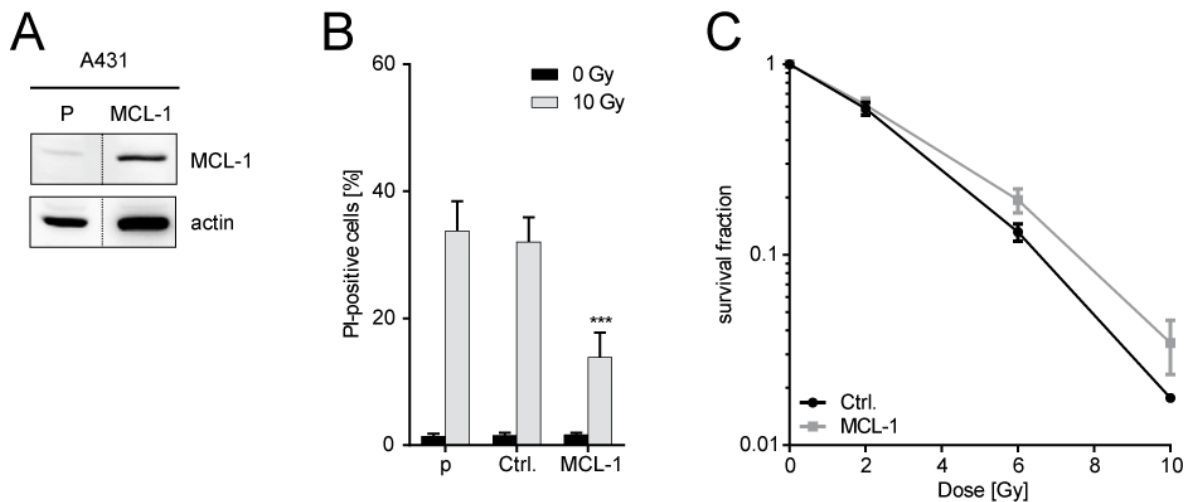 A
A431
P MCL-1
MCL-1
actin
B
60
40
20
0
PI-positive cells [%]
0 Gy
10 Gy
***
p Ctrl. MCL-1
C
1
0.1
0.01
survival fraction
Ctrl.
MCL-1
0 2 4 6 8 10
Dose [Gy]